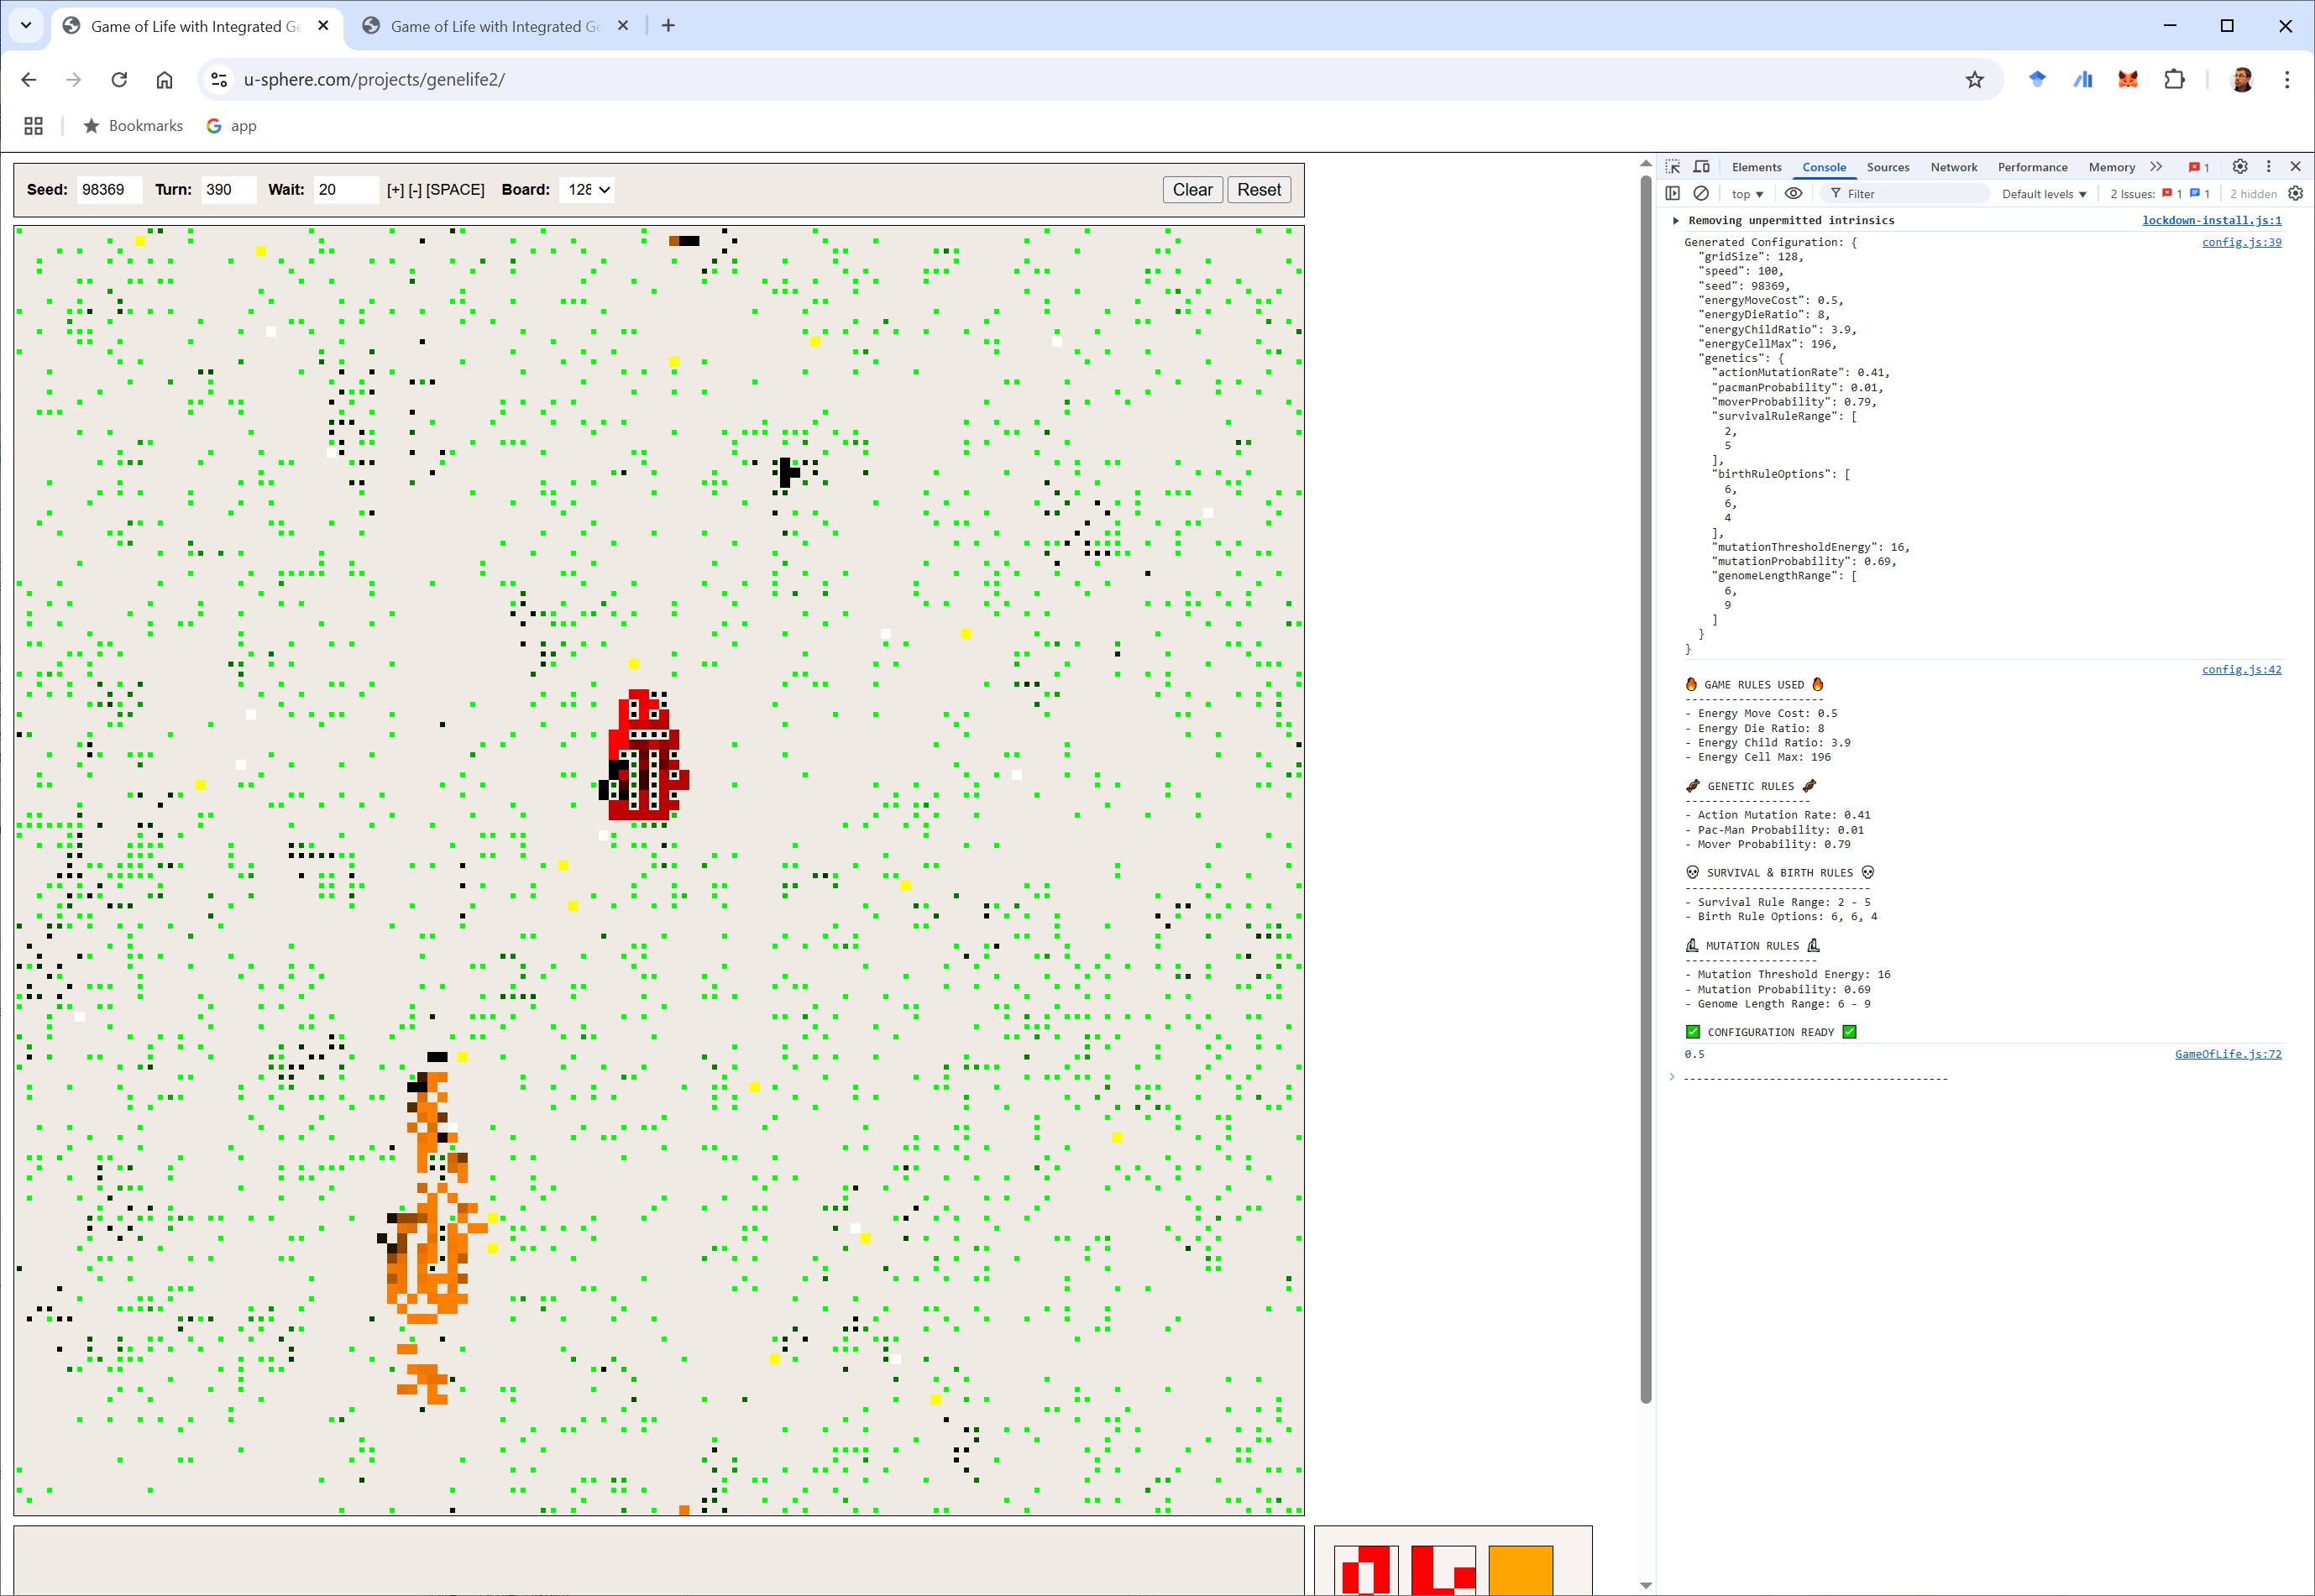 Game of Life with Integrated Ge
Game of Life with Integrated Ge
u-sphere.com/projects/genelife2/
Bookmarks
app
Seed: 98369 Turn: 390 Wait: 20 [+] [-] [SPACE] Board: 128 Clear Reset
Elements Console Sources Network Performance Memory 1
top Filter Default levels 2 Issues: 1 1 2 hidden
Removing unpermitted intrinsics lockdown-install.js:1
Generated Configuration: { config.js:39
"gridSize": 128,
"speed": 100,
"seed": 98369,
"energyMoveCost": 0.5,
"energyDieRatio": 8,
"energyChildRatio": 3.9,
"energyCellMax": 196,
"genetics": {
"actionMutationRate": 0.41,
"pacmanProbability": 0.01,
"moverProbability": 0.79,
"survivalRuleRange": [
2,
5
],
"birthRuleOptions": [
6,
6,
4
],
"mutationThresholdEnergy": 16,
"mutationProbability": 0.69,
"genomeLengthRange": [
6,
9
]
}
}
config.js:42
🔥 GAME RULES USED 🔥
---------------------
- Energy Move Cost: 0.5
- Energy Die Ratio: 8
- Energy Child Ratio: 3.9
- Energy Cell Max: 196
GENETIC RULES
-------------------
- Action Mutation Rate: 0.41
- Pac-Man Probability: 0.01
- Mover Probability: 0.79
💀 SURVIVAL & BIRTH RULES 💀
----------------------------
- Survival Rule Range: 2 - 5
- Birth Rule Options: 6, 6, 4
MUTATION RULES
--------------------
- Mutation Threshold Energy: 16
- Mutation Probability: 0.69
- Genome Length Range: 6 - 9
✅ CONFIGURATION READY ✅
0.5 GameOfLife.js:72
> ----------------------------------------